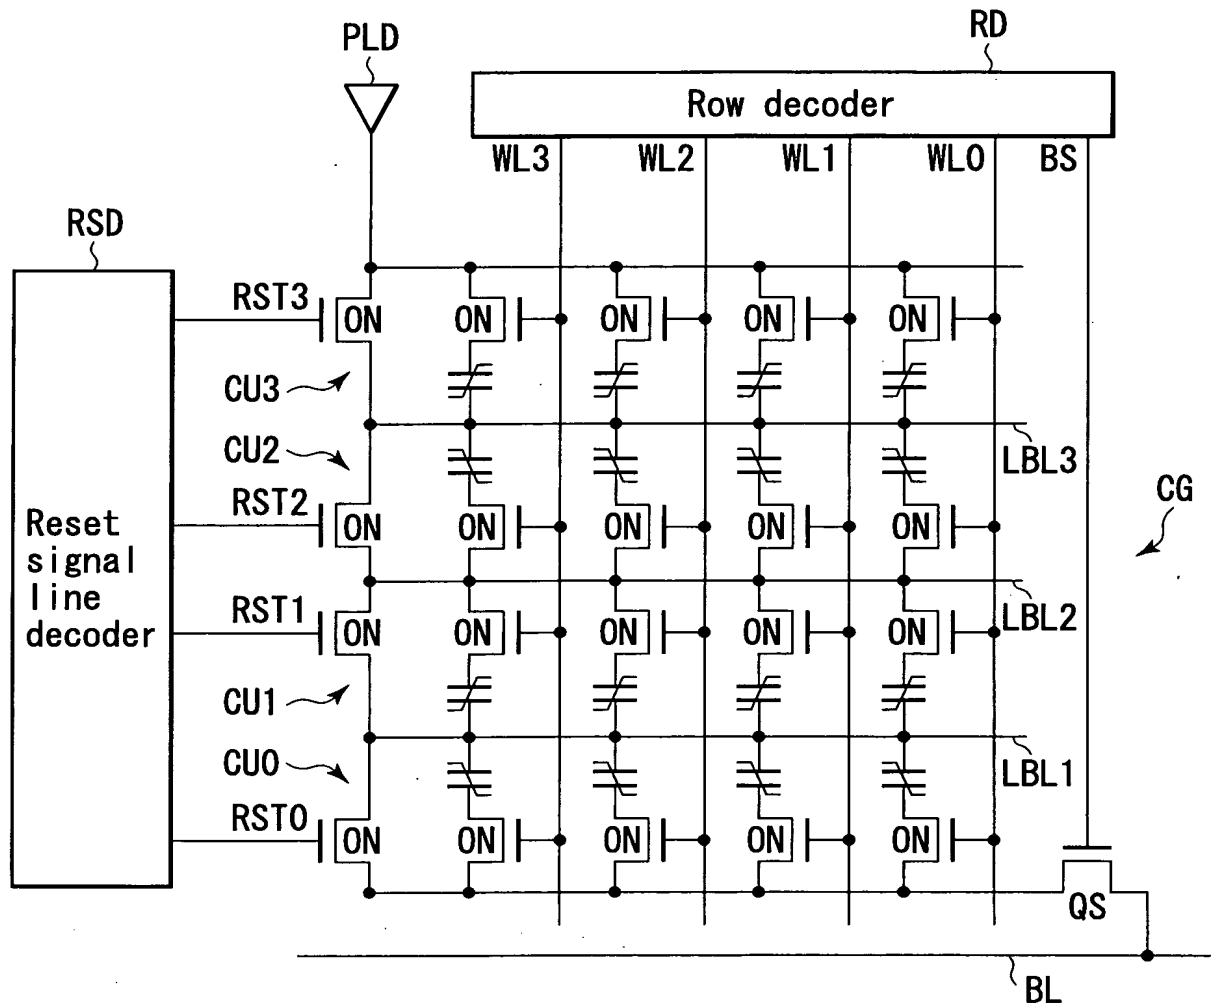 PLD
RD
Row decoder
WL3 WL2 WL1 WL0 BS
RSD
RST3
ON ON ON ON ON
CU3
CU2
LBL3
CG
RST2
ON ON ON ON ON
Reset
signal
line
decoder
RST1
ON ON ON ON ON
LBL2
CU1
CU0
LBL1
RST0
ON ON ON ON ON
QS
BL